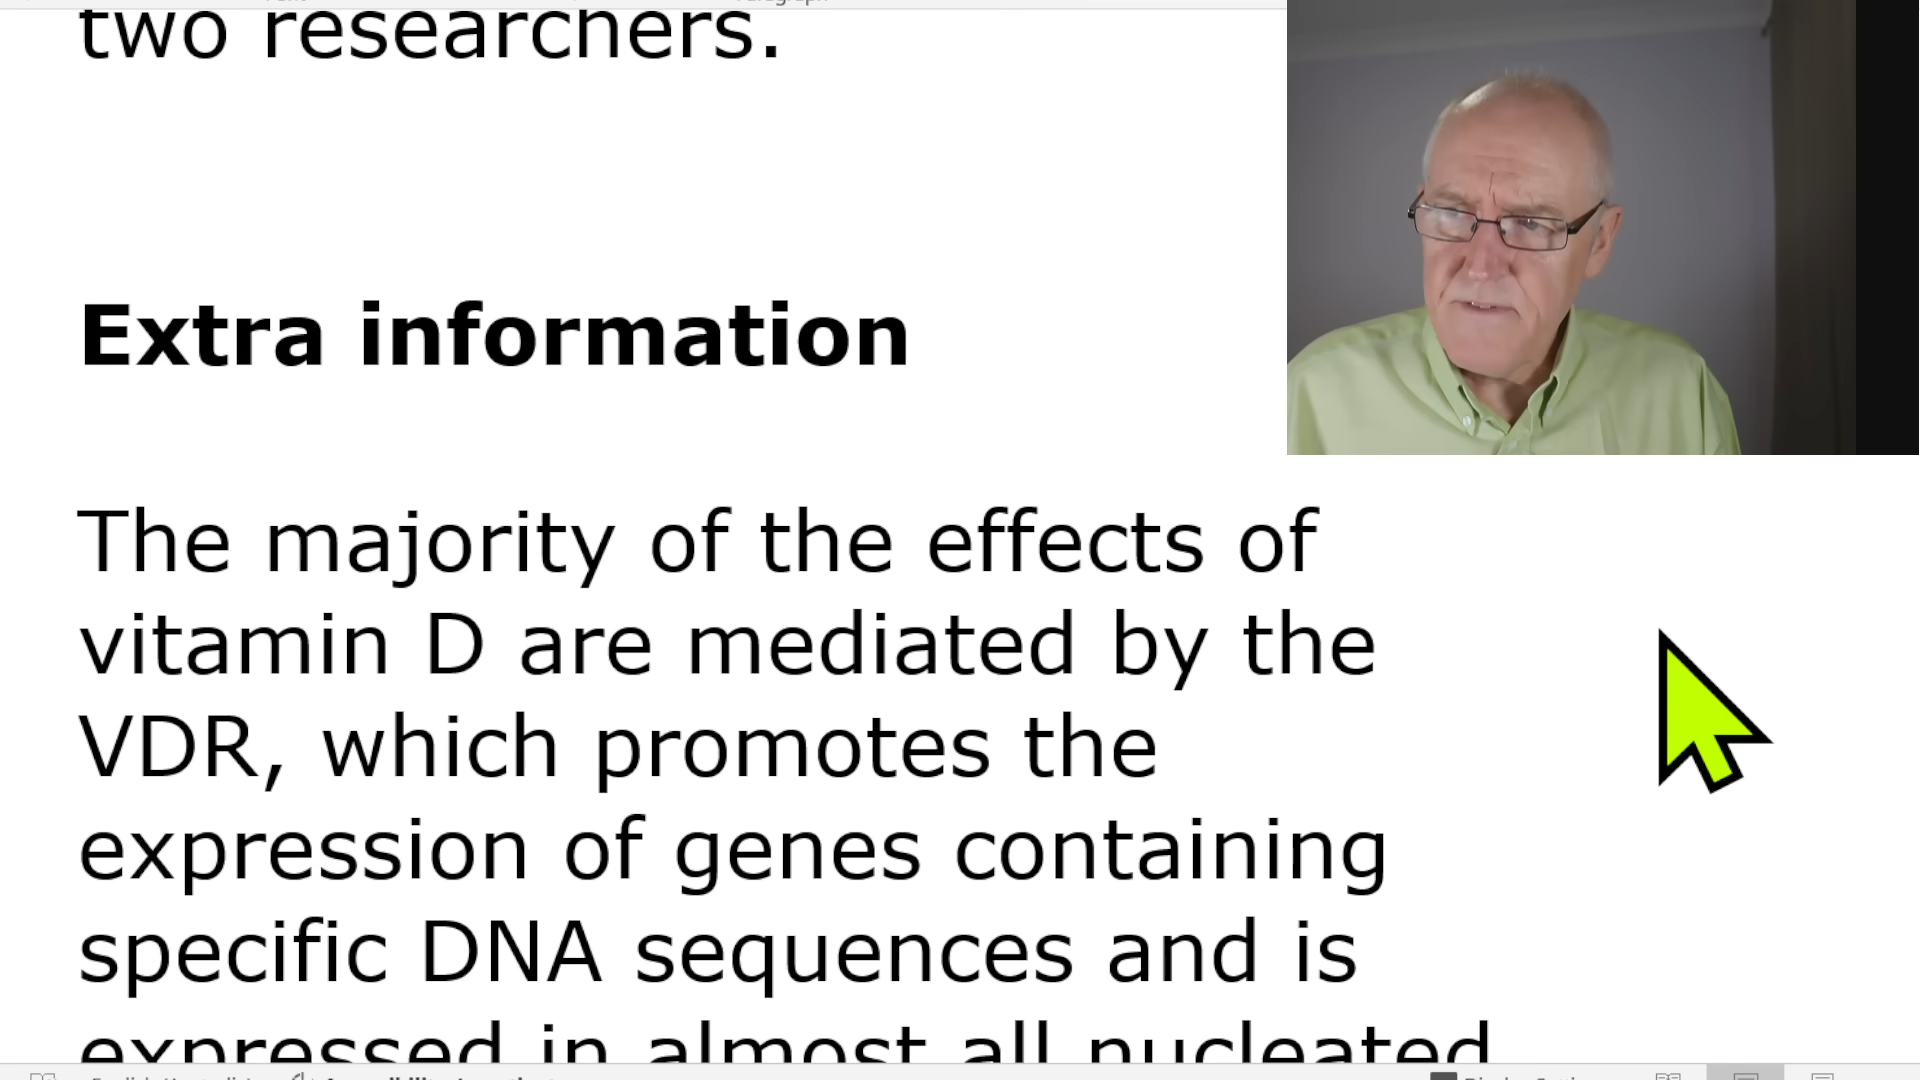 two researchers.
Extra information
The majority of the effects of
vitamin D are mediated by the
VDR, which promotes the
expression of genes containing
specific DNA sequences and is
expressed in almost all nucleated